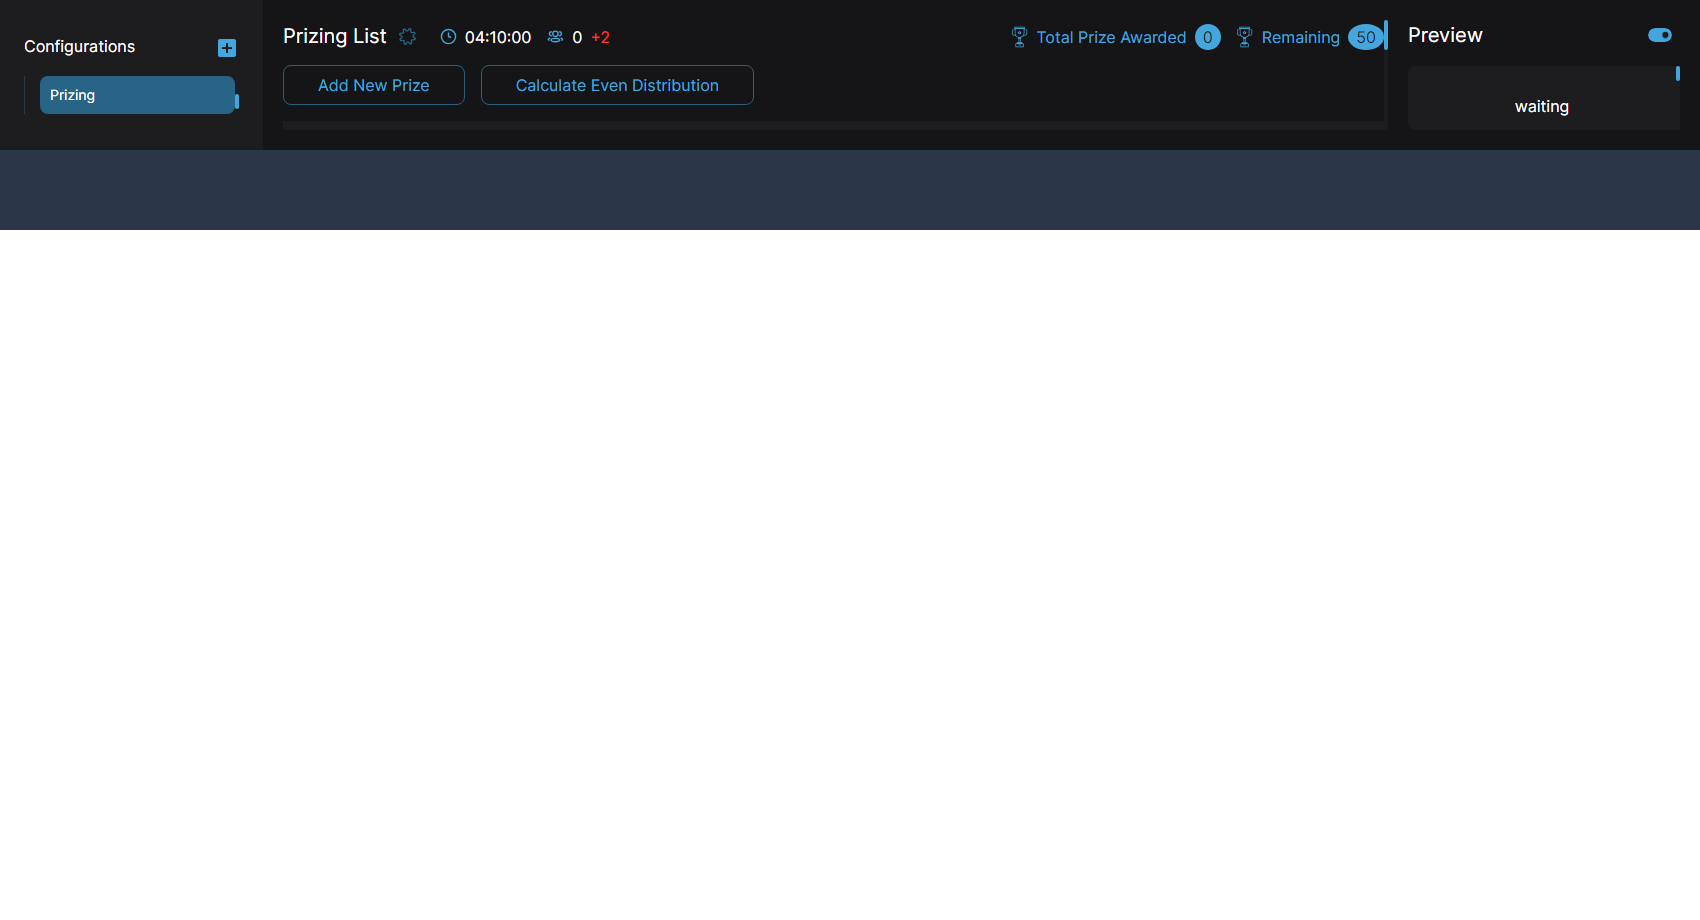 Configurations
Prizing
Prizing List 04:10:00 0 +2
Total Prize Awarded 0 Remaining 50
Add New Prize Calculate Even Distribution
Preview
waiting